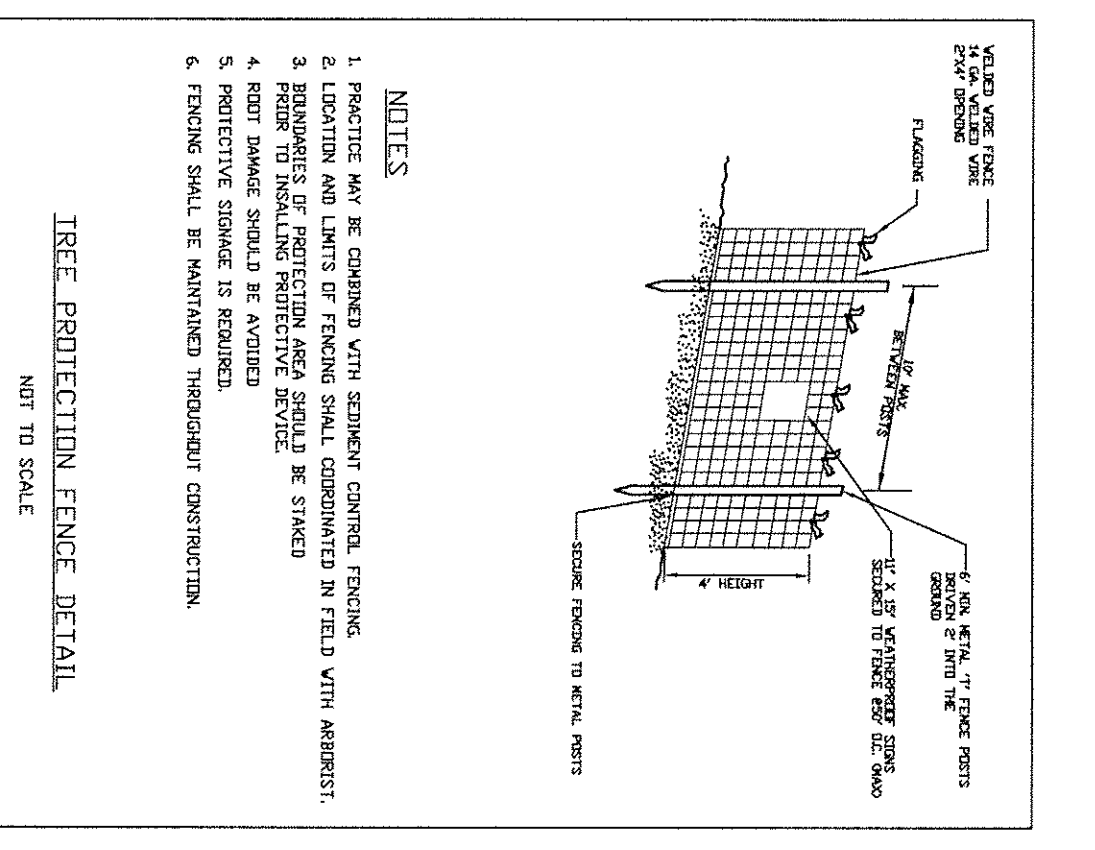 WELDED WIRE FENCE
14 GA. WELDED WIRE
2"X4" OPENING
FLAGGING
10' MAX.
BETWEEN POSTS
6' MIN. METAL 'T' FENCE POSTS
DRIVEN 2' INTO THE
GROUND
11" X 15" WEATHERPROOF SIGNS
SECURED TO FENCE @50' O.C. (MAX)
4' HEIGHT
SECURE FENCING TO METAL POSTS
NOTES
1. PRACTICE MAY BE COMBINED WITH SEDIMENT CONTROL FENCING.
2. LOCATION AND LIMITS OF FENCING SHALL COORDINATED IN FIELD WITH ARBORIST.
3. BOUNDARIES OF PROTECTION AREA SHOULD BE STAKED
PRIOR TO INSALLING PROTECTIVE DEVICE.
4. ROOT DAMAGE SHOULD BE AVOIDED
5. PROTECTIVE SIGNAGE IS REQUIRED.
6. FENCING SHALL BE MAINTAINED THROUGHOUT CONSTRUCTION.
TREE PROTECTION FENCE DETAIL
NOT TO SCALE